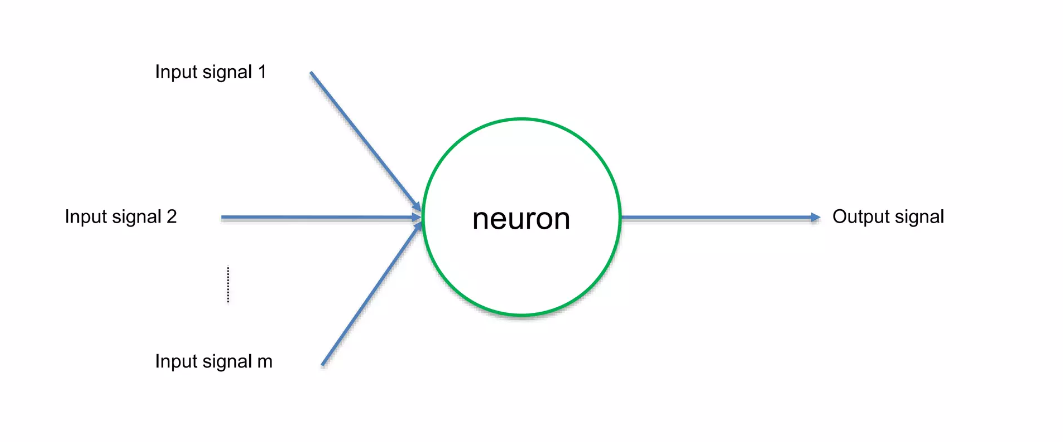 Input signal 1
Input signal 2
neuron
Output signal
Input signal m